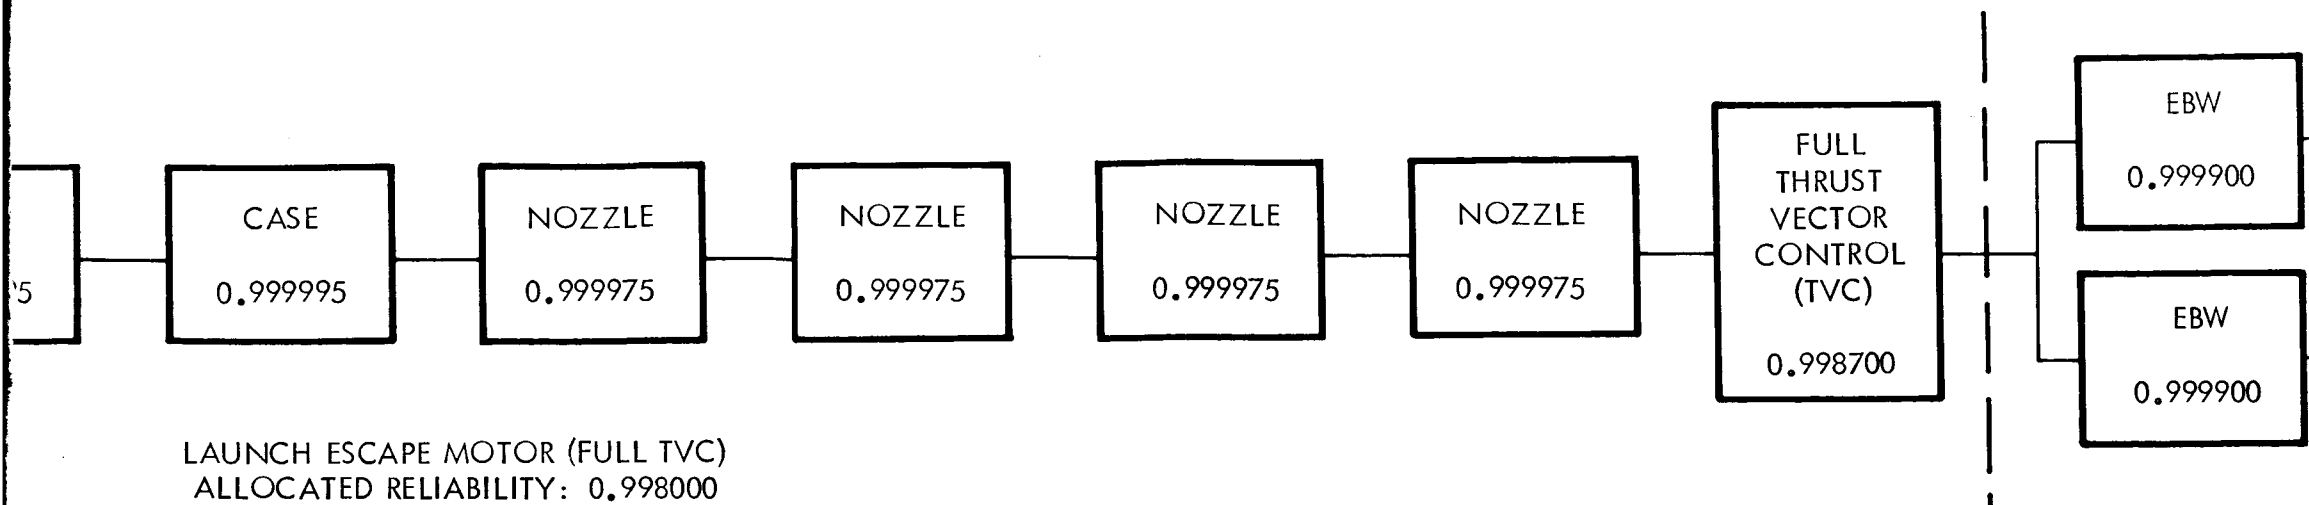 5
CASE
0.999995
NOZZLE
0.999975
NOZZLE
0.999975
NOZZLE
0.999975
NOZZLE
0.999975
FULL
THRUST
VECTOR
CONTROL
(TVC)
0.998700
EBW
0.999900
EBW
0.999900
LAUNCH ESCAPE MOTOR (FULL TVC)
ALLOCATED RELIABILITY: 0.998000